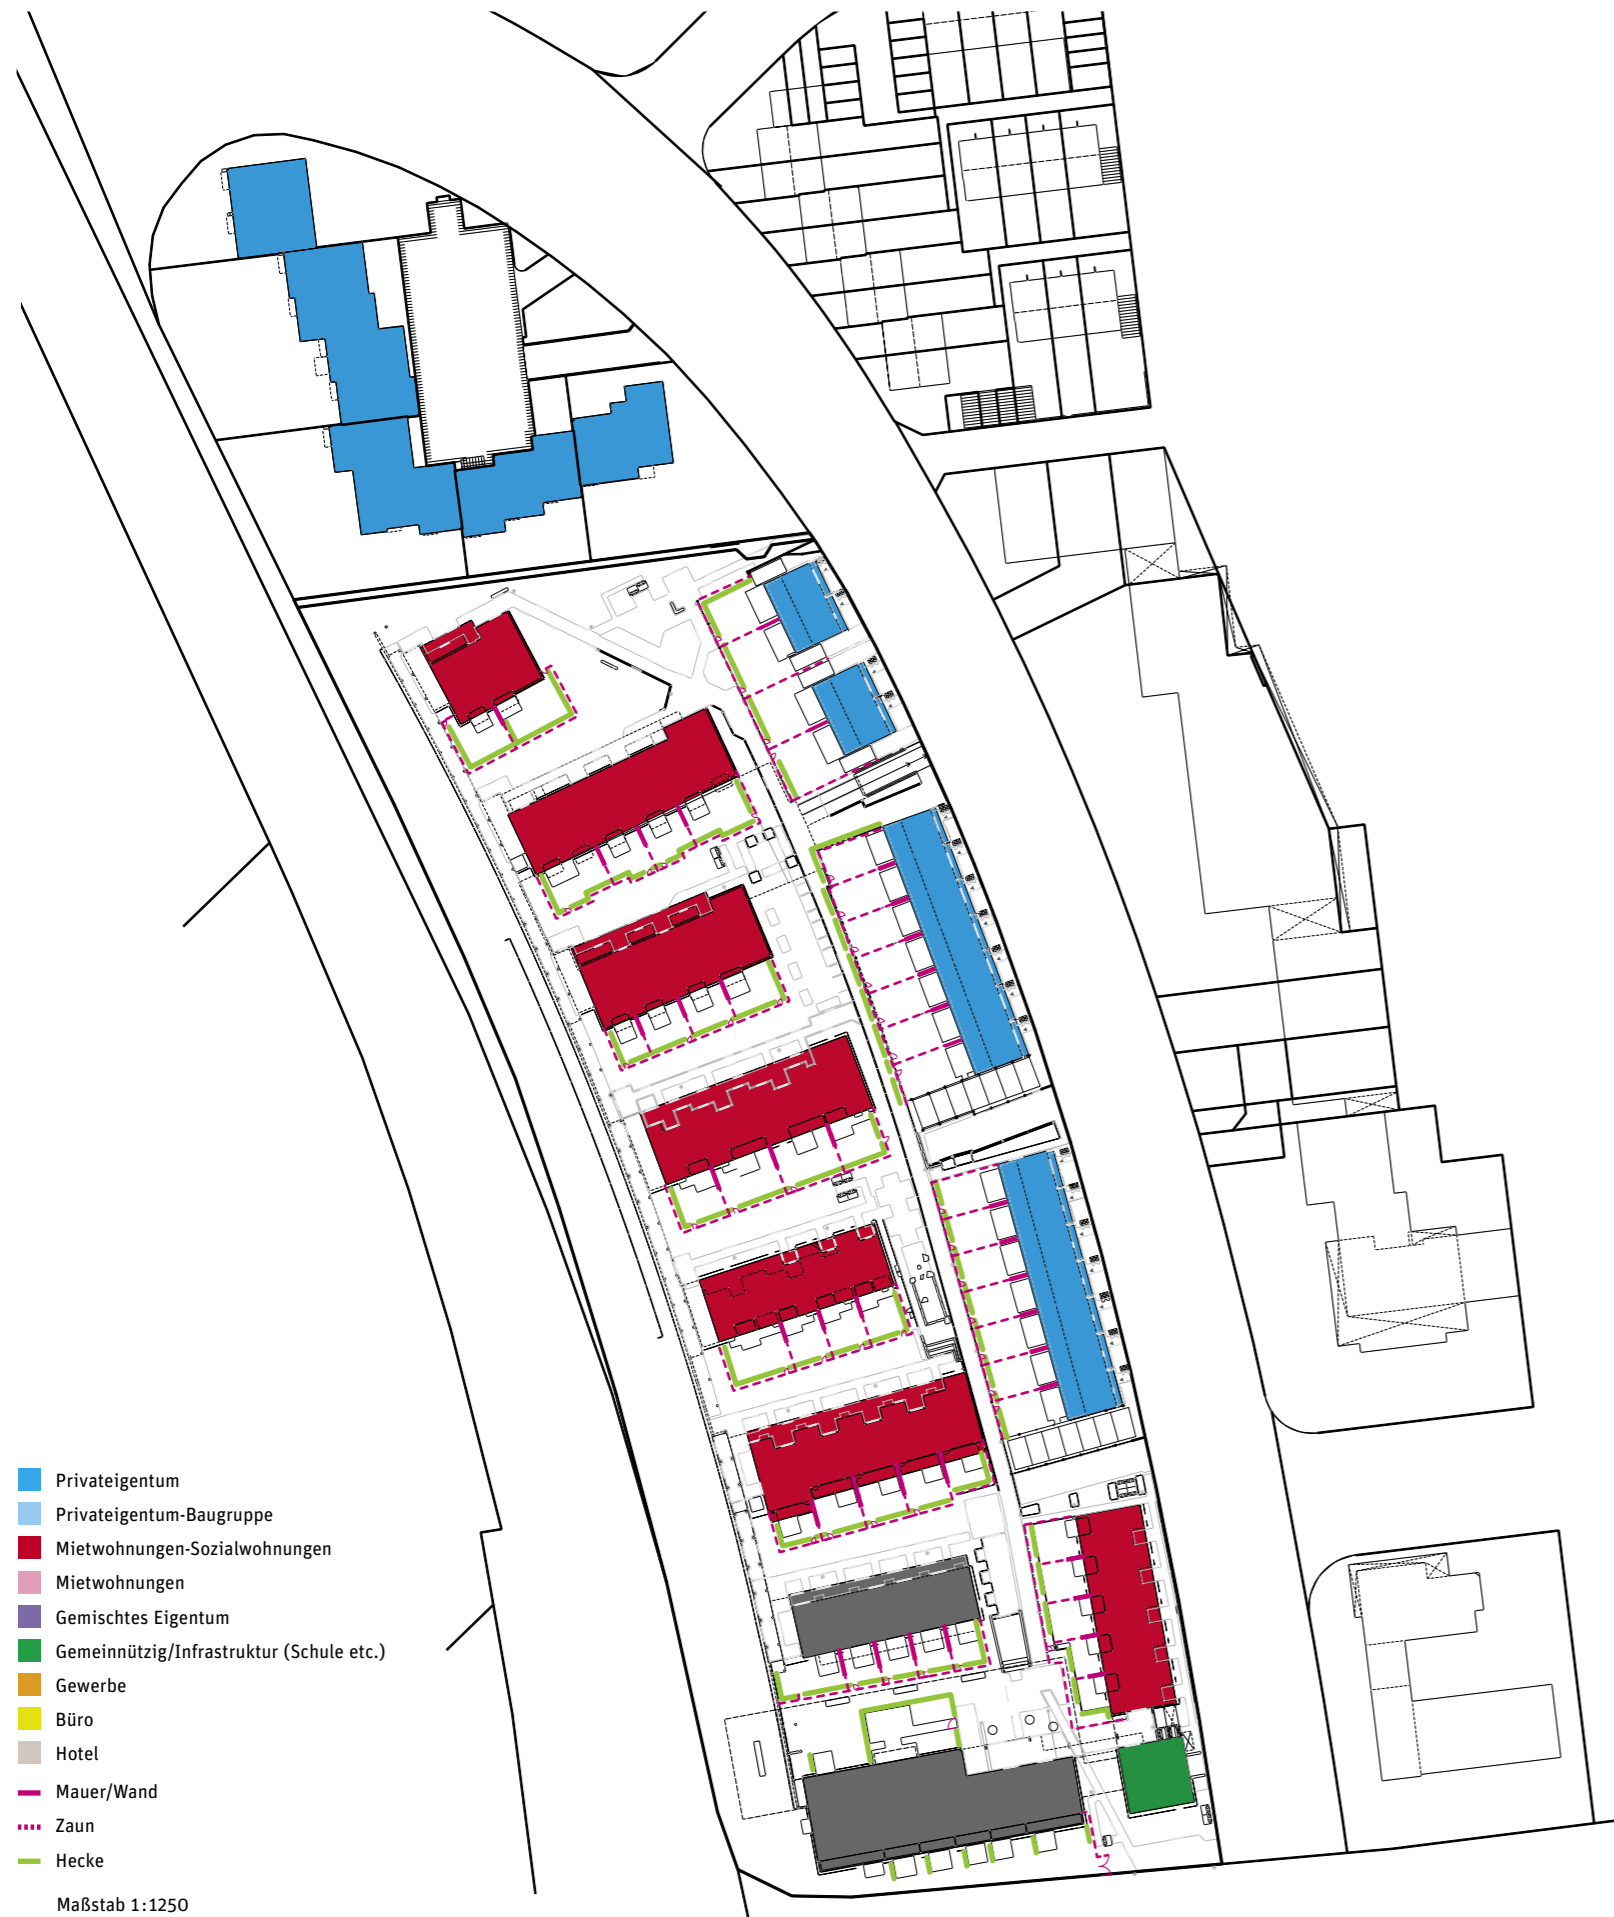 Privateigentum
Privateigentum-Baugruppe
Mietwohnungen-Sozialwohnungen
Mietwohnungen
Gemischtes Eigentum
Gemeinnützig/Infrastruktur (Schule etc.)
Gewerbe
Büro
Hotel
Mauer/Wand
Zaun
Hecke
Maßstab 1:1250